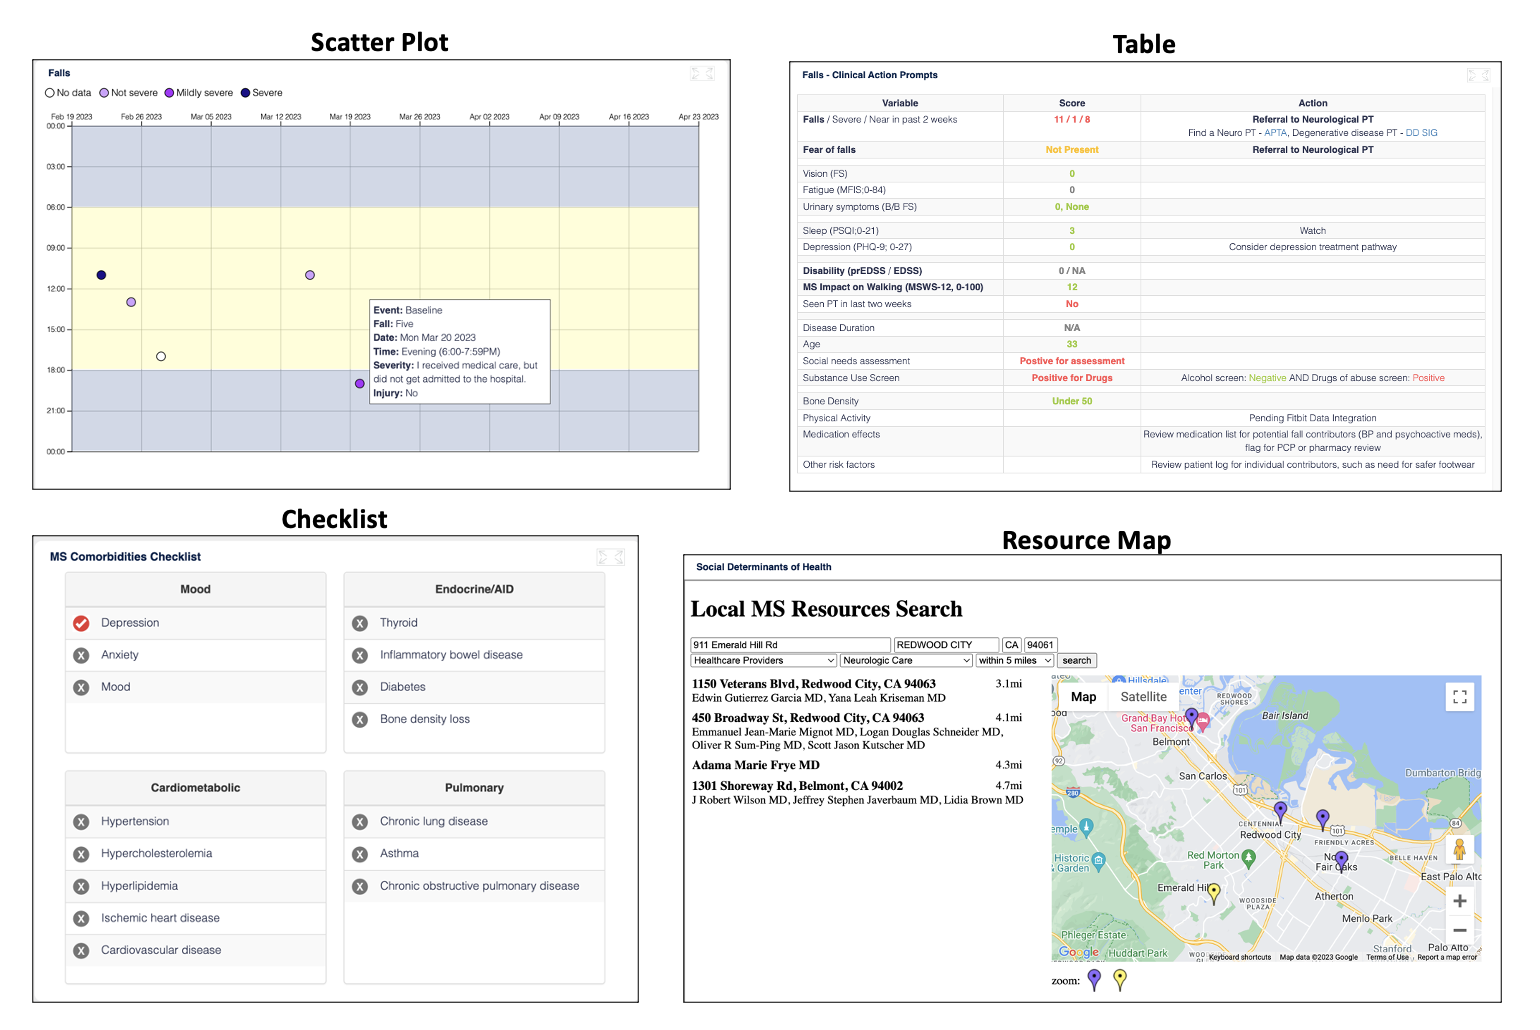 Scatter Plot
Falls
No data Not severe Mildly severe Severe
Feb 19 2023 Feb 26 2023 Mar 05 2023 Mar 12 2023 Mar 19 2023 Mar 26 2023 Apr 02 2023 Apr 09 2023 Apr 16 2023 Apr 23 2023
00:00
03:00
06:00
09:00
12:00
15:00
18:00
21:00
00:00
Event: Baseline
Fall: Five
Date: Mon Mar 20 2023
Time: Evening (6:00-7:59PM)
Severity: I received medical care, but
did not get admitted to the hospital.
Injury: No
Table
Falls - Clinical Action Prompts
Variable Score Action
Falls / Severe / Near in past 2 weeks 11 / 1 / 8 Referral to Neurological PT
Find a Neuro PT - APTA, Degenerative disease PT - DD SIG
Fear of falls Not Present Referral to Neurological PT
Vision (FS) 0
Fatigue (MFIS;0-84) 0
Urinary symptoms (B/B FS) 0, None
Sleep (PSQI;0-21) 3 Watch
Depression (PHQ-9; 0-27) 0 Consider depression treatment pathway
Disability (prEDSS / EDSS) 0 / NA
MS Impact on Walking (MSWS-12, 0-100) 12
Seen PT in last two weeks No
Disease Duration N/A
Age 33
Social needs assessment Postive for assessment
Substance Use Screen Positive for Drugs Alcohol screen: Negative AND Drugs of abuse screen: Positive
Bone Density Under 50
Physical Activity Pending Fitbit Data Integration
Medication effects Review medication list for potential fall contributors (BP and psychoactive meds),
flag for PCP or pharmacy review
Other risk factors Review patient log for individual contributors, such as need for safer footwear
Checklist
MS Comorbidities Checklist
Mood
Depression
Anxiety
Mood
Endocrine/AID
Thyroid
Inflammatory bowel disease
Diabetes
Bone density loss
Cardiometabolic
Hypertension
Hypercholesterolemia
Hyperlipidemia
Ischemic heart disease
Cardiovascular disease
Pulmonary
Chronic lung disease
Asthma
Chronic obstructive pulmonary disease
Resource Map
Social Determinants of Health
Local MS Resources Search
911 Emerald Hill Rd REDWOOD CITY CA 94061
Healthcare Providers Neurologic Care within 5 miles search
1150 Veterans Blvd, Redwood City, CA 94063 3.1mi
Edwin Gutierrez Garcia MD, Yana Leah Kriseman MD
450 Broadway St, Redwood City, CA 94063 4.1mi
Emmanuel Jean-Marie Mignot MD, Logan Douglas Schneider MD,
Oliver R Sum-Ping MD, Scott Jason Kutscher MD
Adama Marie Frye MD 4.3mi
1301 Shoreway Rd, Belmont, CA 94002 4.7mi
J Robert Wilson MD, Jeffrey Stephen Javerbaum MD, Lidia Brown MD
Map Satellite
Hillsdale
enter
REDWOOD
SHORES
Grand Bay Hot
San Francisco
Bair Island
Belmont
92
San Carlos
101
280
Dumbarton Bridg
84
emple
CENTENNIAL
Redwood City
101
FRIENDLY ACRES
Historic
& Garden
Red Morton
Park
No
Fair Oaks
BELLE HAVEN
East Palo Alto
Emerald Hil
WOODSIDE
PLAZA
Atherton
Menlo Park
Phleger Estate
Huddart Park
WOO
Stanford
Palo Alto
Google
Keyboard shortcuts Map data ©2023 Google Terms of Use Report a map error
zoom: